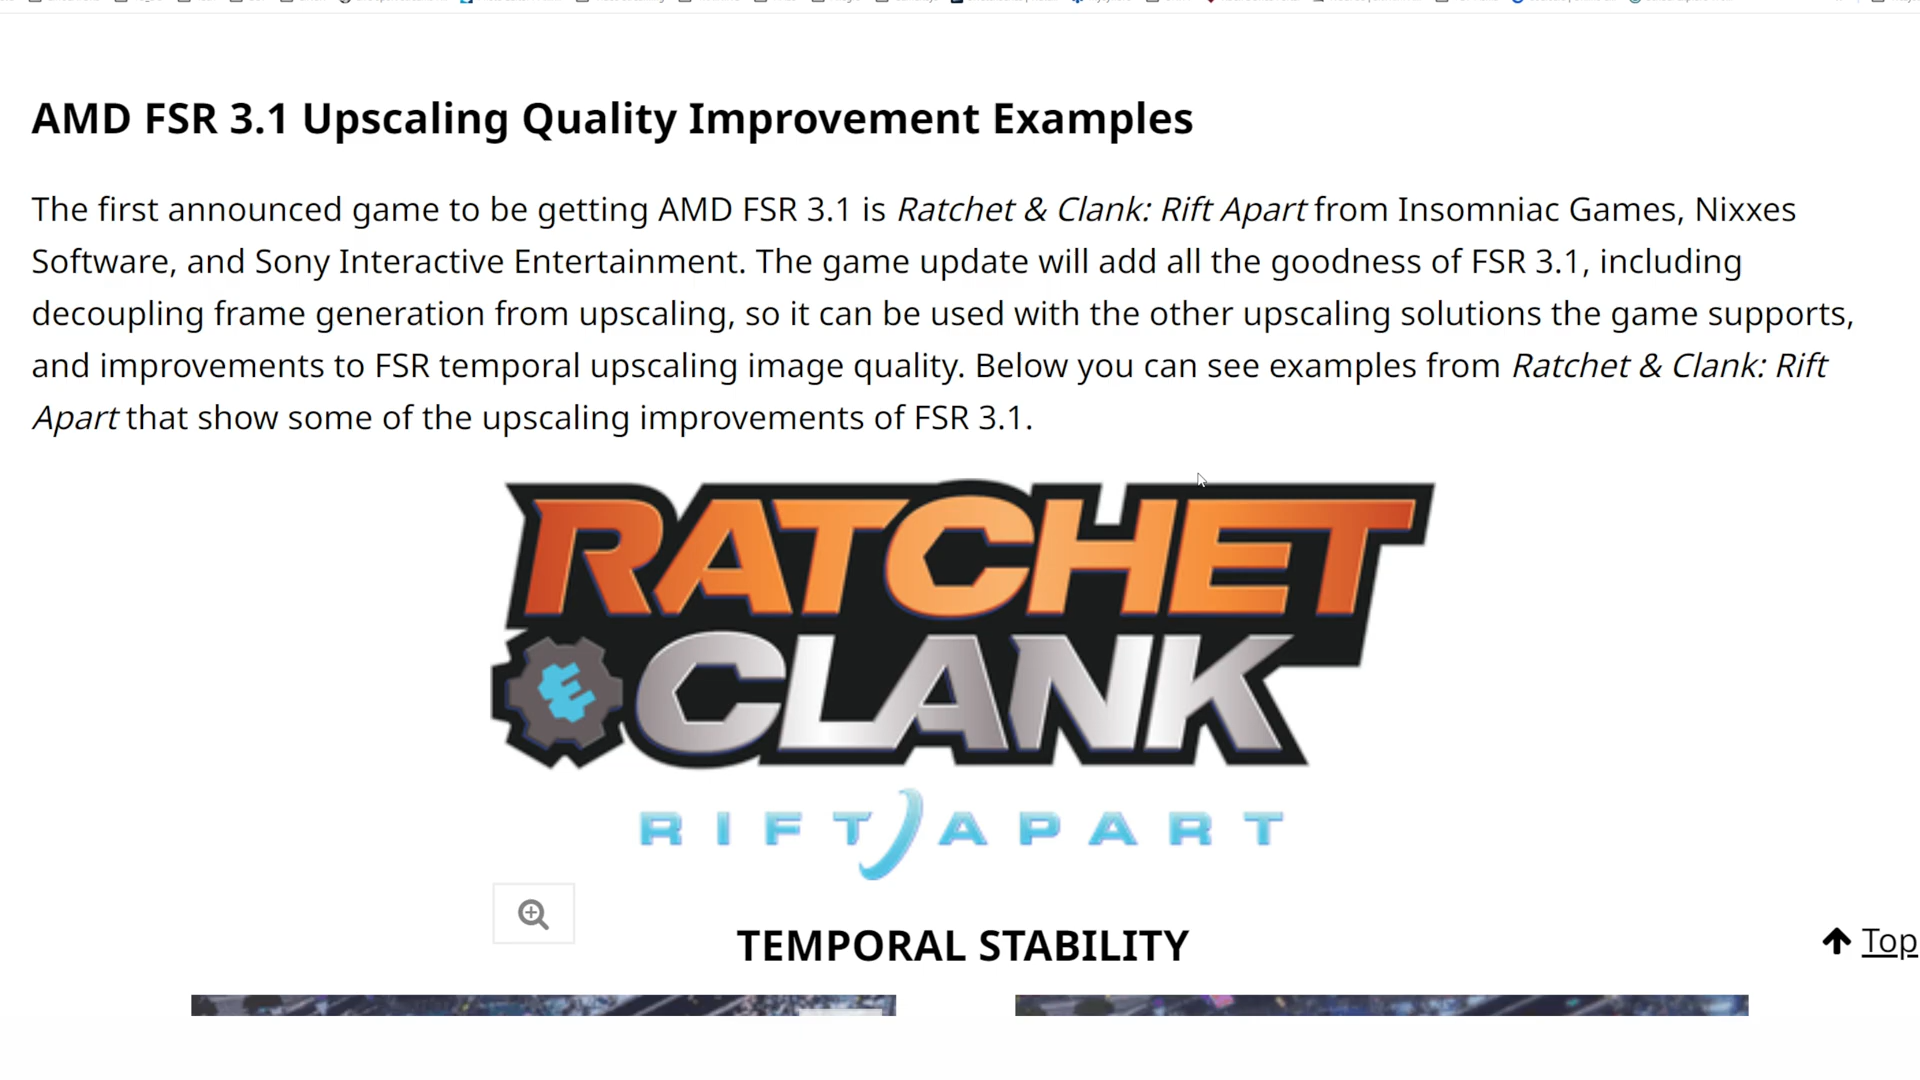 AMD FSR 3.1 Upscaling Quality Improvement Examples
The first announced game to be getting AMD FSR 3.1 is Ratchet & Clank: Rift Apart from Insomniac Games, Nixxes
Software, and Sony Interactive Entertainment. The game update will add all the goodness of FSR 3.1, including
decoupling frame generation from upscaling, so it can be used with the other upscaling solutions the game supports,
and improvements to FSR temporal upscaling image quality. Below you can see examples from Ratchet & Clank: Rift
Apart that show some of the upscaling improvements of FSR 3.1.
RATCHET
& CLANK
RIFT APART
TEMPORAL STABILITY
Top